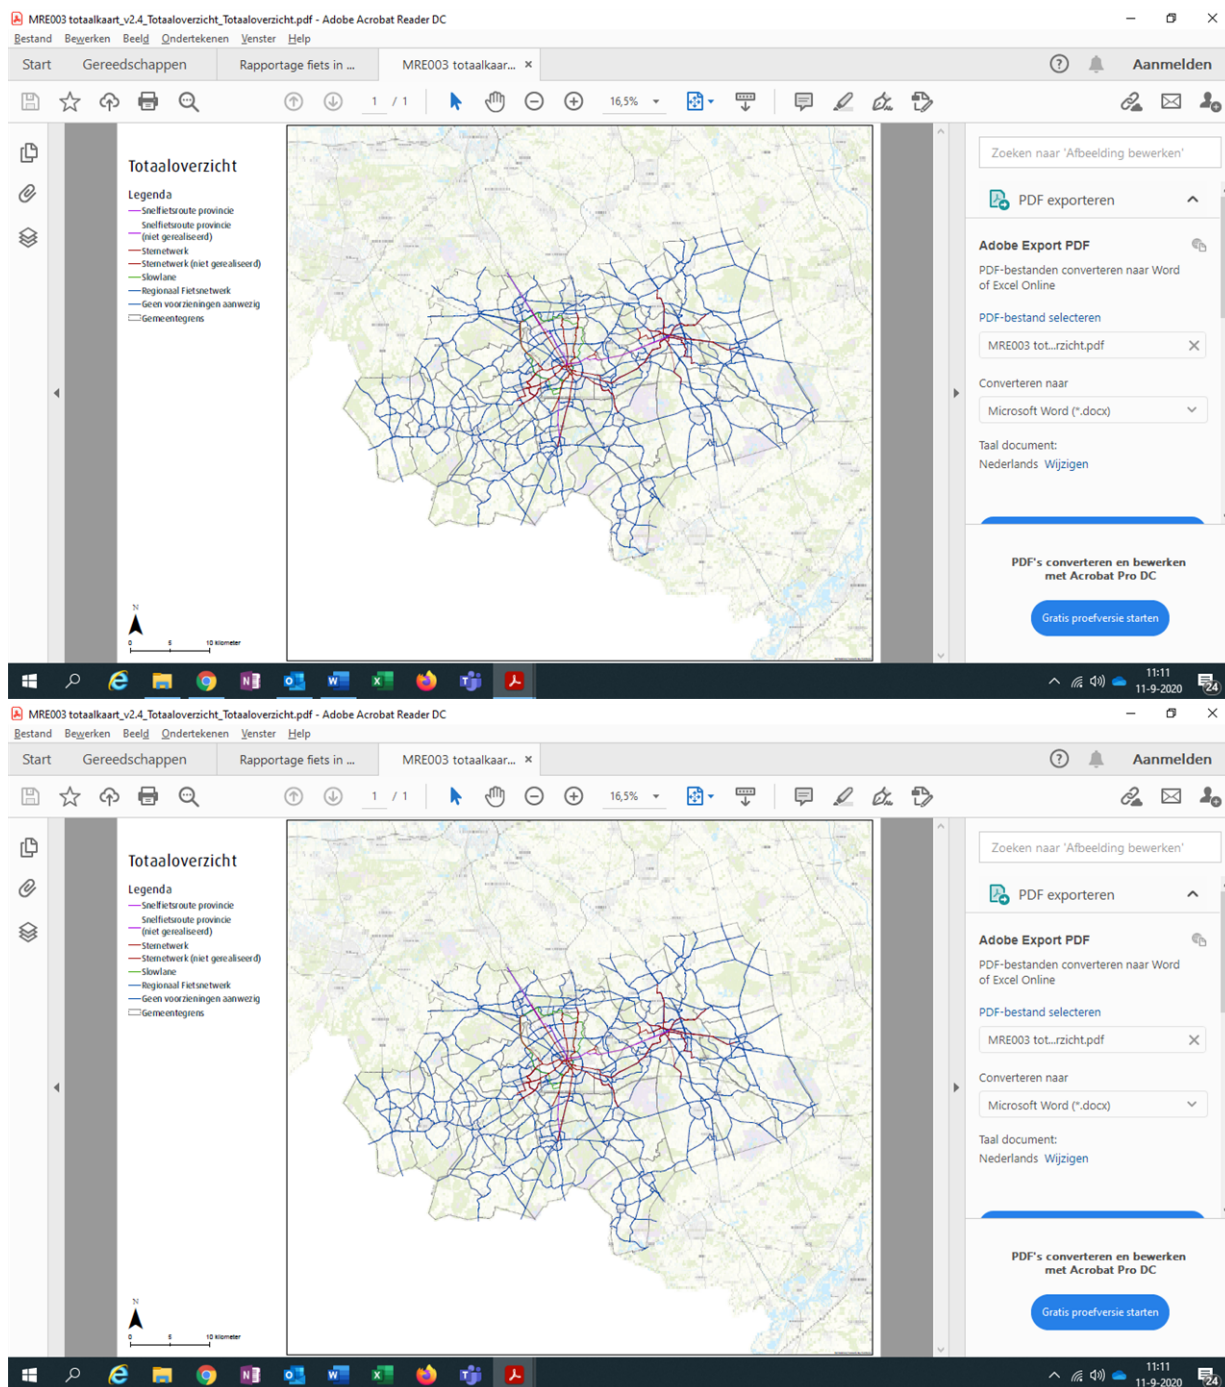 MRE003 totaalkaart_v2.4_Totaaloverzicht_Totaaloverzicht.pdf - Adobe Acrobat Reader DC
Bestand Bewerken Beeld Ondertekenen Venster Help
Start Gereedschappen Rapportage fiets in ... MRE003 totaalkaar... × Aanmelden
1 / 1 16,5%
Totaaloverzicht
Legenda
Snelfietsroute provincie
Snelfietsroute provincie
(niet gerealiseerd)
Sternetwerk
Sternetwerk (niet gerealiseerd)
Slowlane
Regionaal Fietsnetwerk
Geen voorzieningen aanwezig
Gemeentegrens
N
0 5 10 kilometer
Zoeken naar 'Afbeelding bewerken'
PDF exporteren
Adobe Export PDF
PDF-bestanden converteren naar Word
of Excel Online
PDF-bestand selecteren
MRE003 tot...rzicht.pdf
Converteren naar
Microsoft Word (*.docx)
Taal document:
Nederlands Wijzigen
PDF's converteren en bewerken
met Acrobat Pro DC
Gratis proefversie starten
11:11
11-9-2020
24
MRE003 totaalkaart_v2.4_Totaaloverzicht_Totaaloverzicht.pdf - Adobe Acrobat Reader DC
Bestand Bewerken Beeld Ondertekenen Venster Help
Start Gereedschappen Rapportage fiets in ... MRE003 totaalkaar... × Aanmelden
1 / 1 16,5%
Totaaloverzicht
Legenda
Snelfietsroute provincie
Snelfietsroute provincie
(niet gerealiseerd)
Sternetwerk
Sternetwerk (niet gerealiseerd)
Slowlane
Regionaal Fietsnetwerk
Geen voorzieningen aanwezig
Gemeentegrens
N
0 5 10 kilometer
Zoeken naar 'Afbeelding bewerken'
PDF exporteren
Adobe Export PDF
PDF-bestanden converteren naar Word
of Excel Online
PDF-bestand selecteren
MRE003 tot...rzicht.pdf
Converteren naar
Microsoft Word (*.docx)
Taal document:
Nederlands Wijzigen
PDF's converteren en bewerken
met Acrobat Pro DC
Gratis proefversie starten
11:11
11-9-2020
24